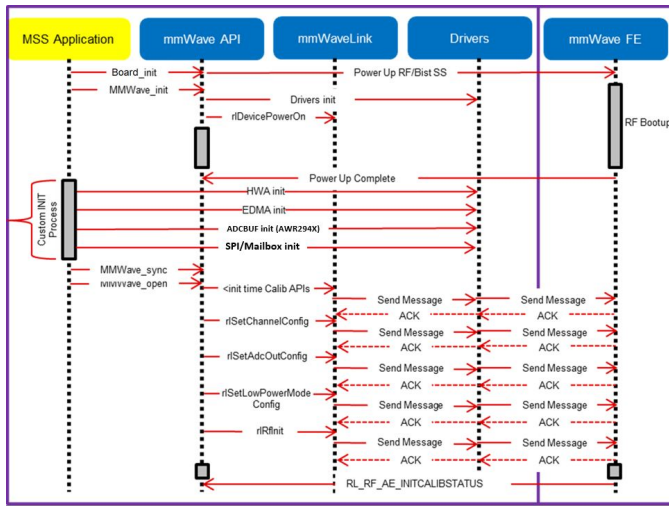 MSS Application
mmWave API
mmWaveLink
Drivers
mmWave FE
Board_init
Power Up RF/Bist SS
MMWave_init
Drivers init
rlDevicePowerOn
RF Bootup
Power Up Complete
Custom INIT
Process
HWA init
EDMA init
ADCBUF init (AWR294X)
SPI/Mailbox init
MMWave_sync
MMWave_open
<init time Calib APIs
Send Message
Send Message
ACK
ACK
rlSetChannelConfig
Send Message
Send Message
ACK
ACK
rlSetAdcOutConfig
Send Message
Send Message
ACK
ACK
rlSetLowPowerMode
Config
Send Message
Send Message
ACK
ACK
rlRfInit
Send Message
Send Message
ACK
ACK
RL_RF_AE_INITCALIBSTATUS